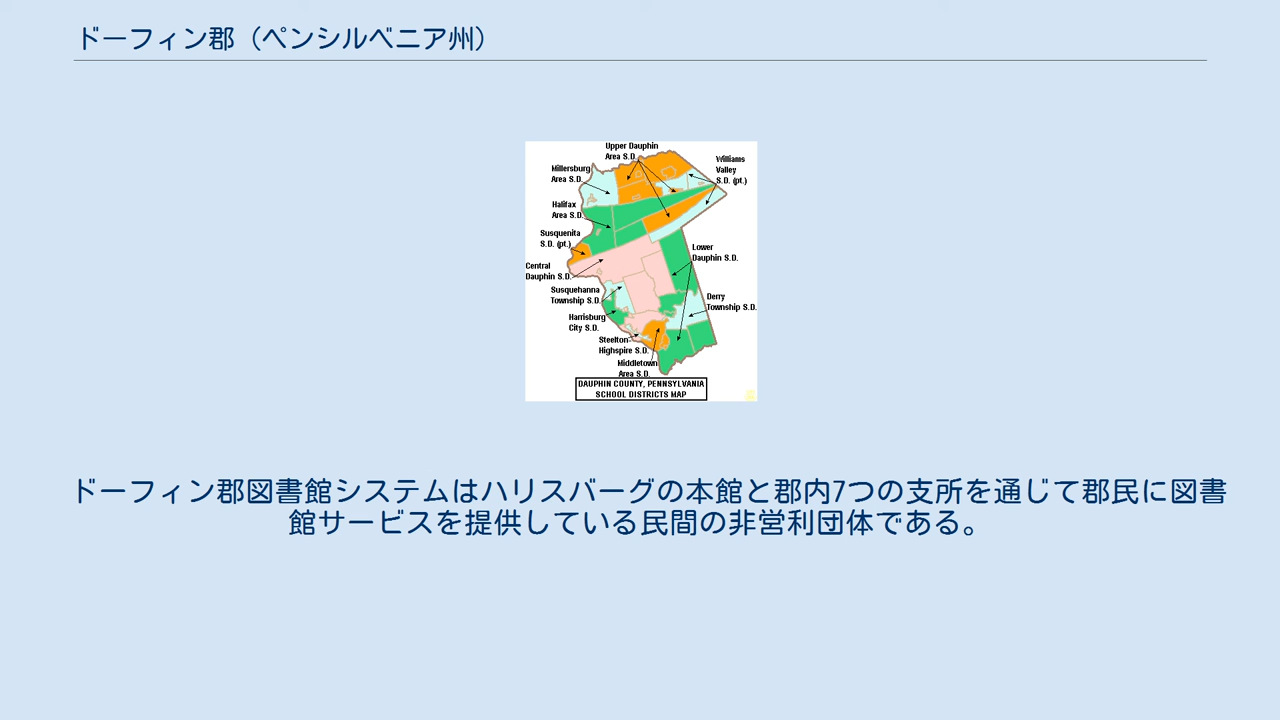 ドーフィン郡（ペンシルベニア州）
Upper Dauphin
Area S.D.
Williams
Valley
S.D. (pt.)
Millersburg
Area S.D.
Halifax
Area S.D.
Susquenita
S.D. (pt.)
Lower
Dauphin S.D.
Central
Dauphin S.D.
Susquehanna
Township S.D.
Derry
Township S.D.
Harrisburg
City S.D.
Steelton
Highspire S.D.
Middletown
Area S.D.
DAUPHIN COUNTY, PENNSYLVANIA
SCHOOL DISTRICTS MAP
ドーフィン郡図書館システムはハリスバーグの本館と郡内7つの支所を通じて郡民に図書
館サービスを提供している民間の非営利団体である。